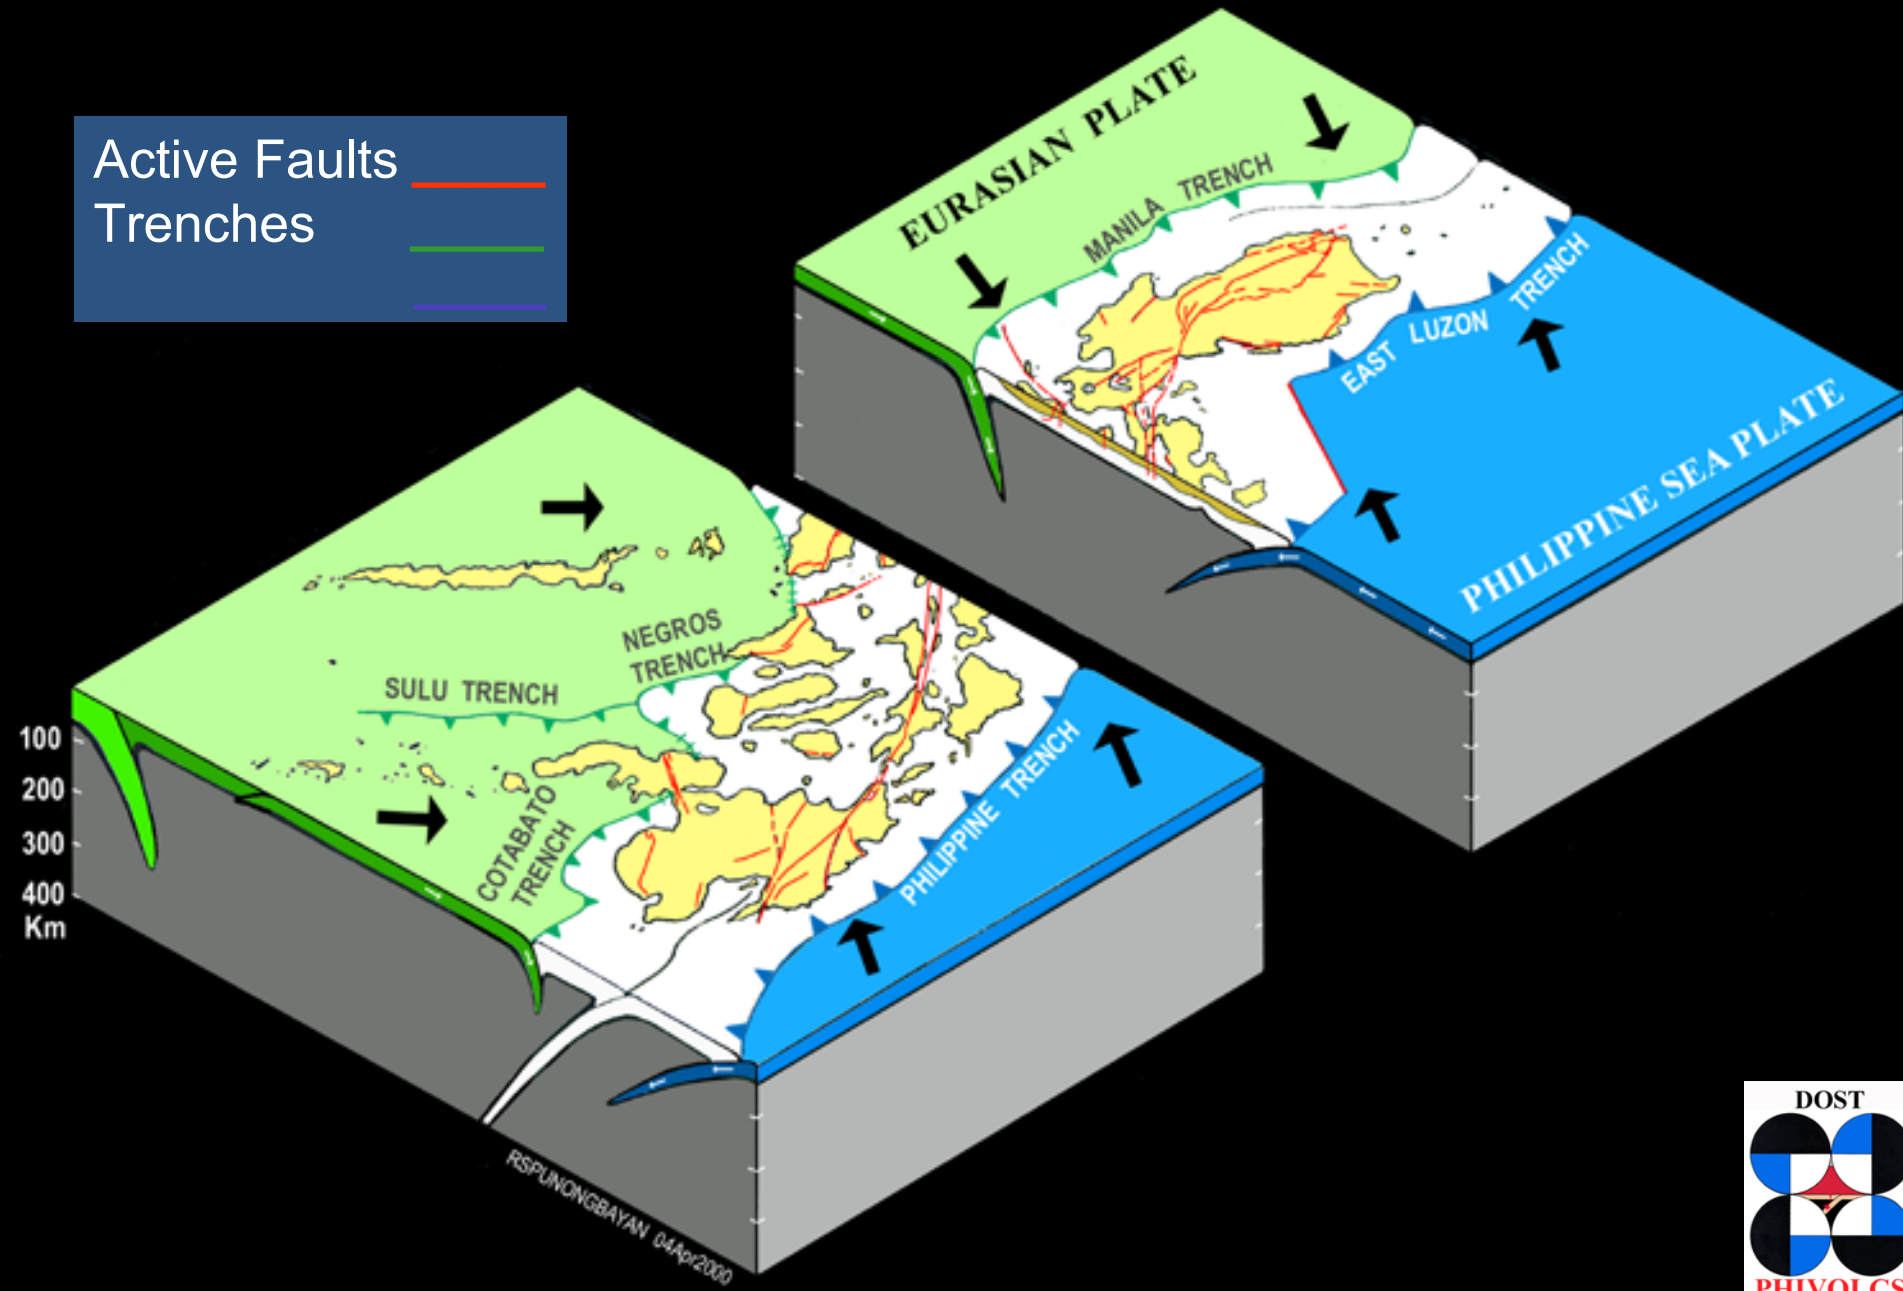 Active Faults
Trenches
EURASIAN PLATE
MANILA TRENCH
EAST LUZON TRENCH
PHILIPPINE SEA PLATE
NEGROS
TRENCH
SULU TRENCH
COTABATO
TRENCH
PHILIPPINE TRENCH
100
200
300
400
Km
RSPUNONGBAYAN 04Apr2000
DOST
PHIVOLCS